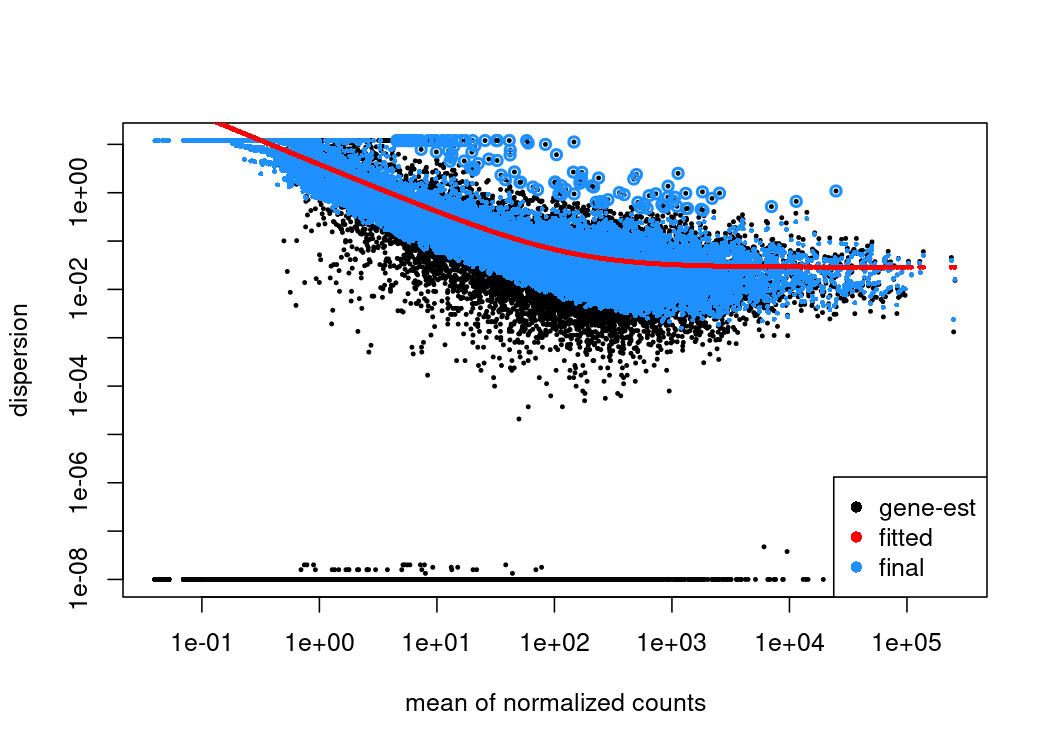 dispersion
1e+00
1e-02
1e-04
1e-06
1e-08
gene-est
fitted
final
1e-01 1e+00 1e+01 1e+02 1e+03 1e+04 1e+05
mean of normalized counts